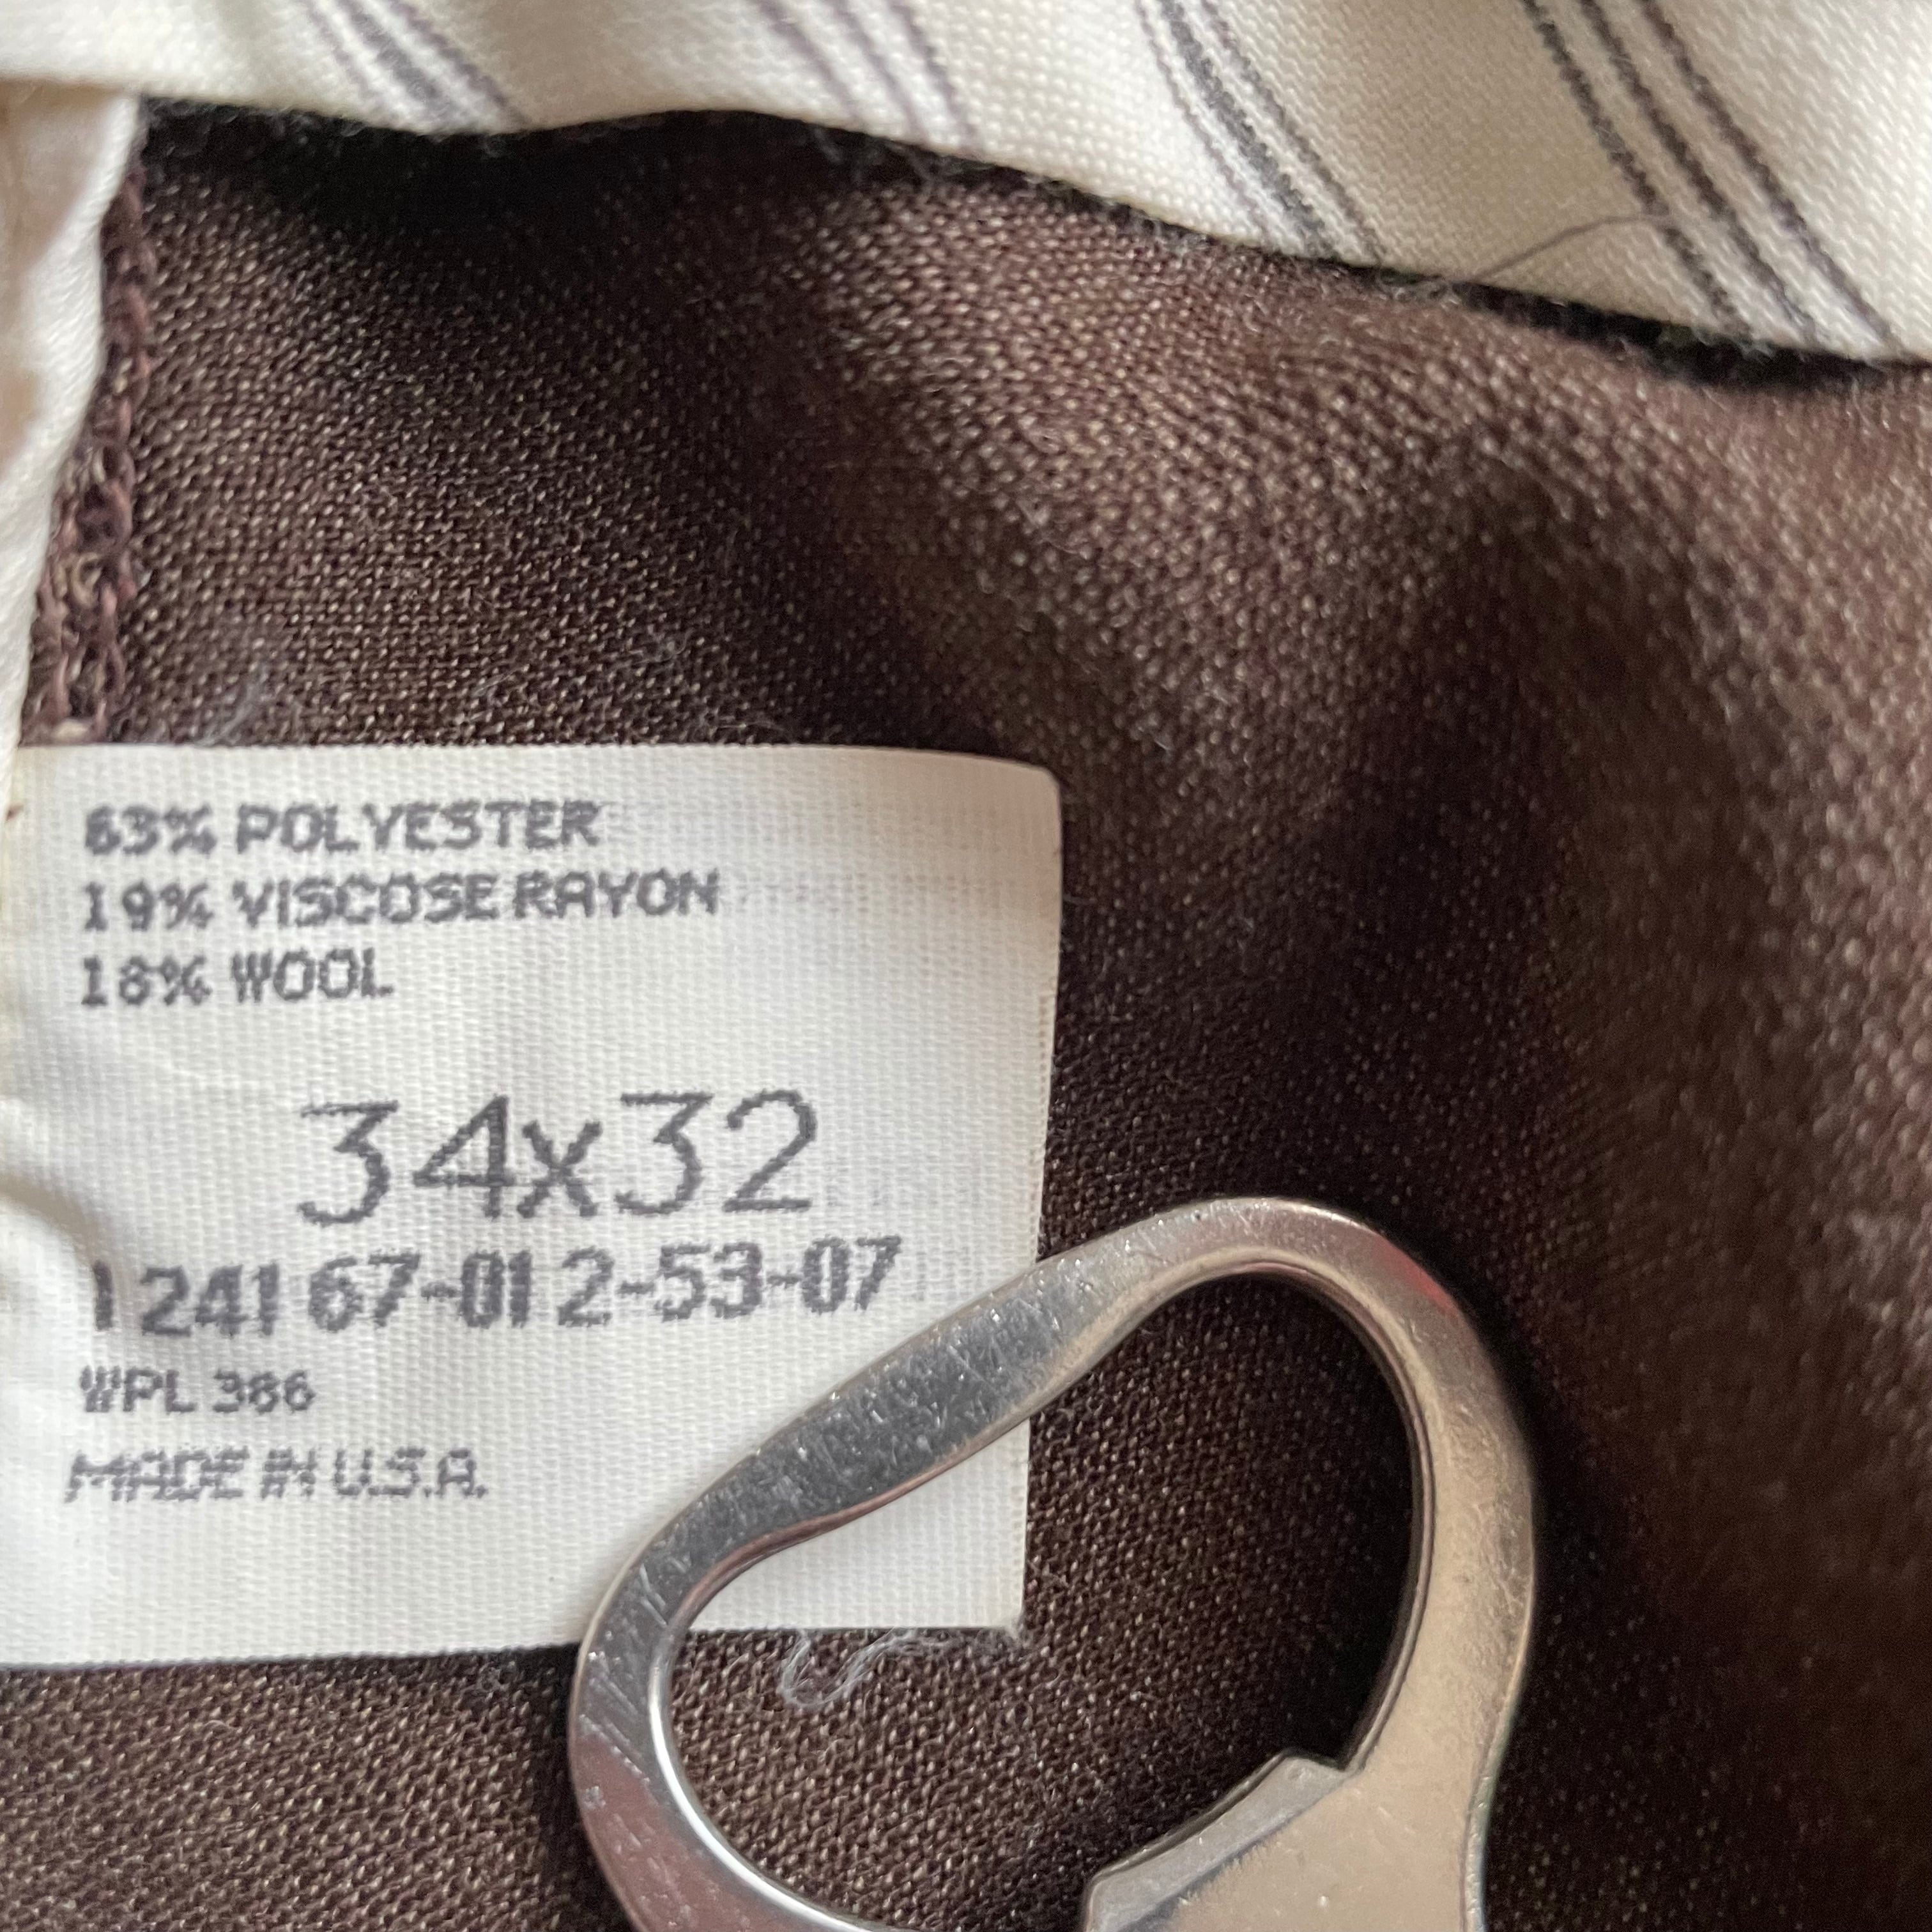 63% POLYESTER
19% VISCOSE RAYON
18% WOOL
34x32
124167-012-53-07
WPL 386
MADE IN U.S.A.